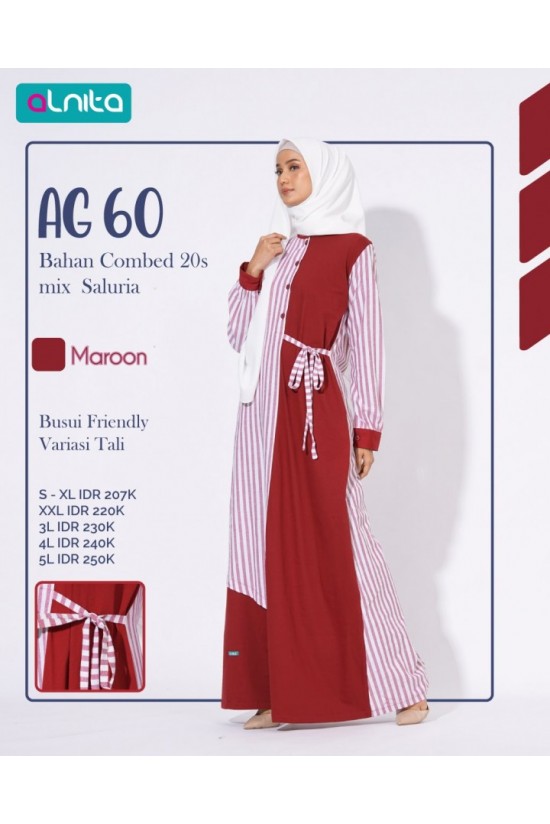 aLnita
AG 60
Bahan Combed 20s
mix Saluria
Maroon
Busui Friendly
Variasi Tali
S - XL IDR 207K
XXL IDR 220K
3L IDR 230K
4L IDR 240K
5L IDR 250K